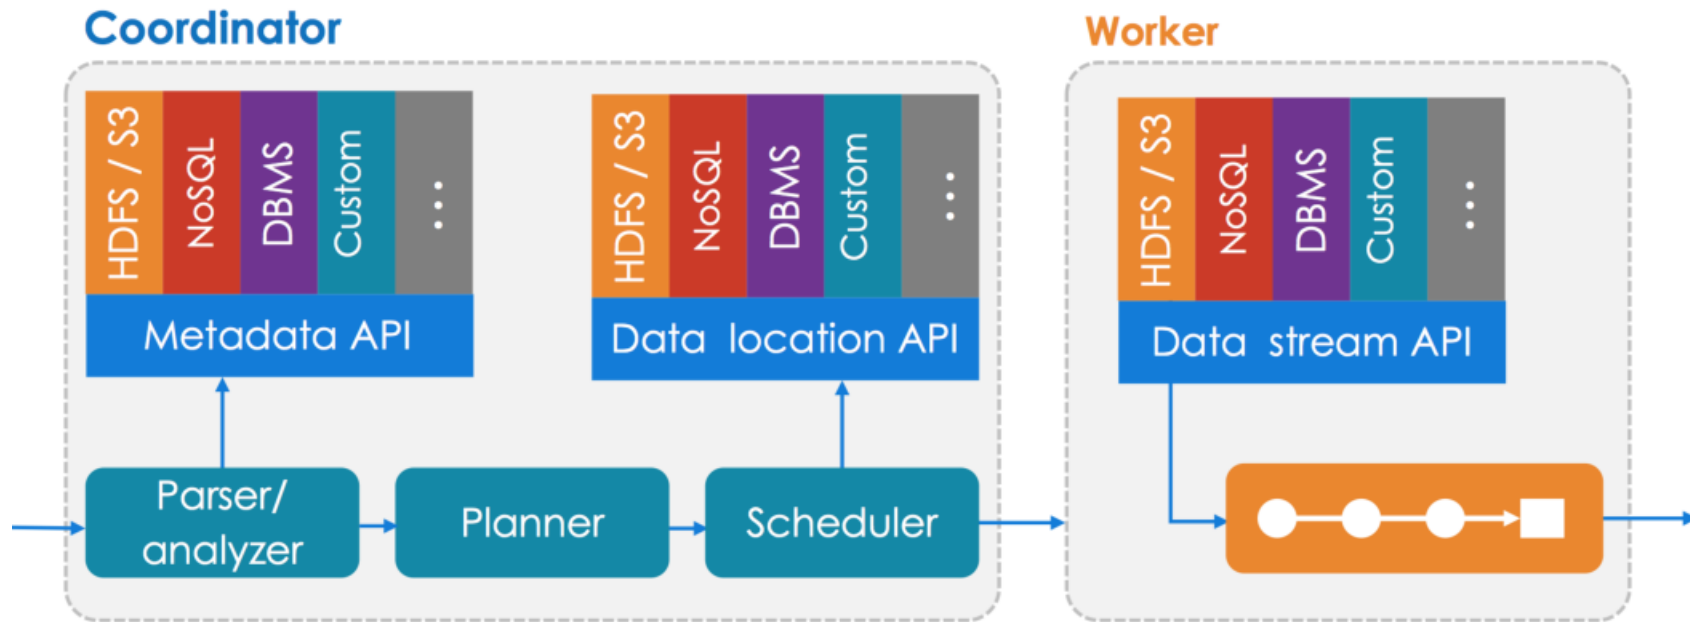 Coordinator
Worker
HDFS / S3
NoSQL
DBMS
Custom
...
Metadata API
HDFS / S3
NoSQL
DBMS
Custom
...
Data location API
HDFS / S3
NoSQL
DBMS
Custom
...
Data stream API
Parser/
analyzer
Planner
Scheduler